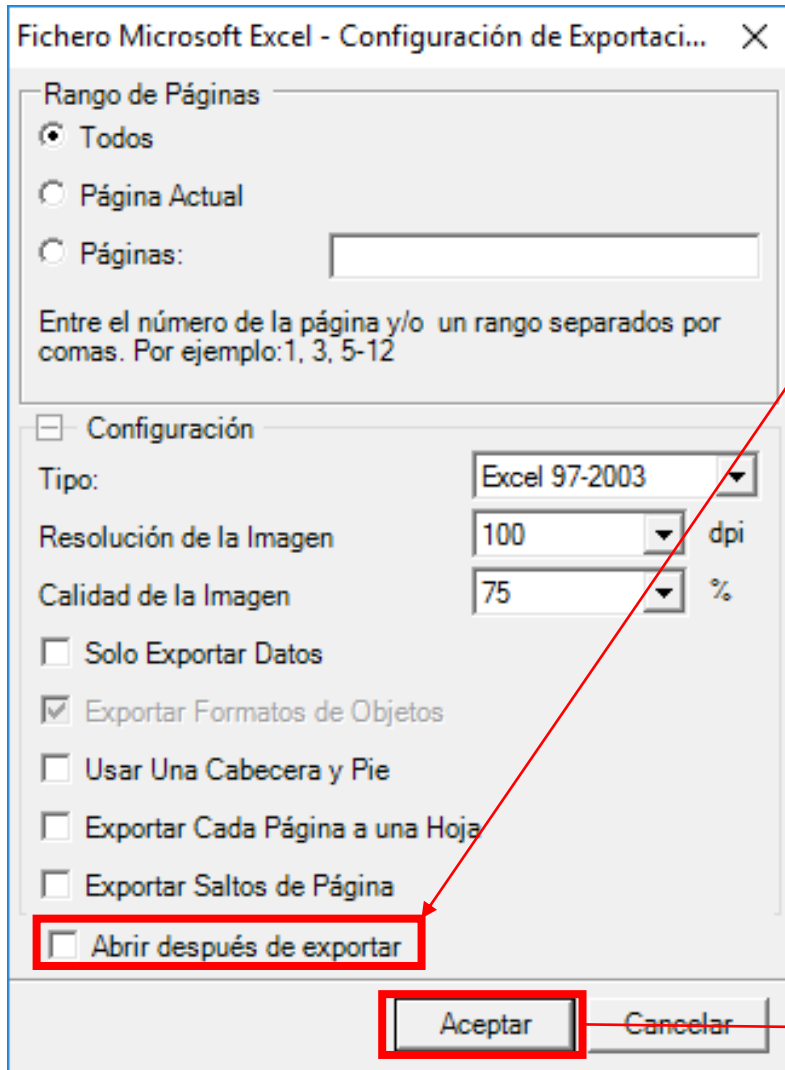 Fichero Microsoft Excel - Configuración de Exportaci...
Rango de Páginas
Todos
Página Actual
Páginas:
Entre el número de la página y/o un rango separados por
comas. Por ejemplo:1, 3, 5-12
Configuración
Tipo: Excel 97-2003
Resolución de la Imagen 100 dpi
Calidad de la Imagen 75 %
Solo Exportar Datos
Exportar Formatos de Objetos
Usar Una Cabecera y Pie
Exportar Cada Página a una Hoja
Exportar Saltos de Página
Abrir después de exportar
Aceptar Cancelar